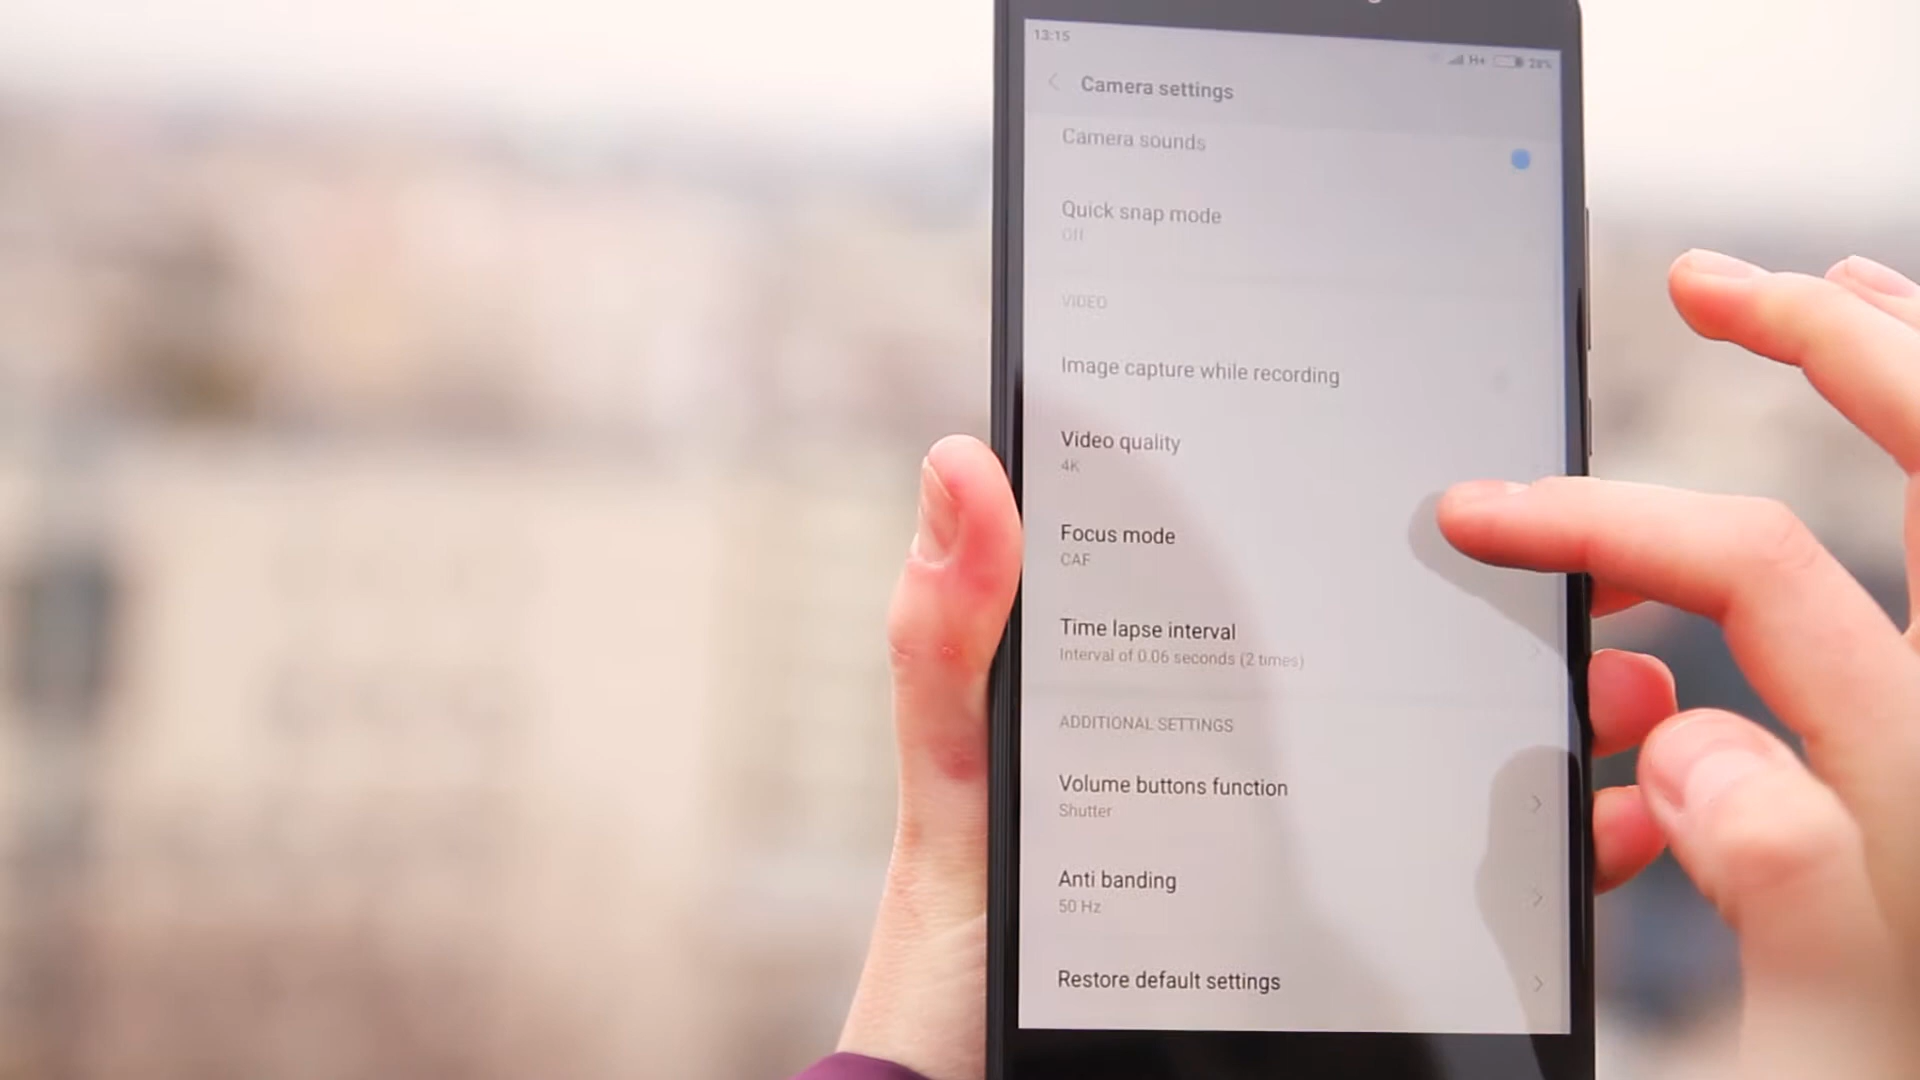 13:15
H+ 28%
Camera settings
Camera sounds
Quick snap mode
Off
VIDEO
Image capture while recording
Video quality
4K
Focus mode
CAF
Time lapse interval
Interval of 0.06 seconds (2 times)
ADDITIONAL SETTINGS
Volume buttons function
Shutter
Anti banding
50 Hz
Restore default settings